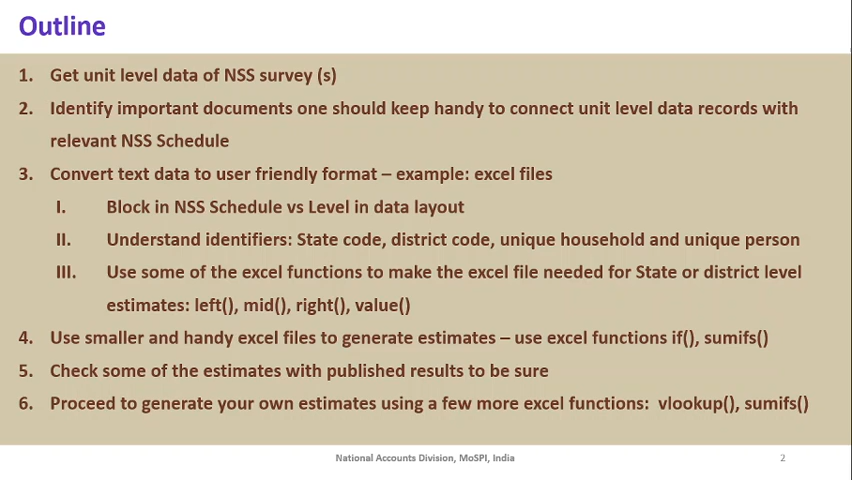 Outline
1. Get unit level data of NSS survey (s)
2. Identify important documents one should keep handy to connect unit level data records with
relevant NSS Schedule
3. Convert text data to user friendly format – example: excel files
I. Block in NSS Schedule vs Level in data layout
II. Understand identifiers: State code, district code, unique household and unique person
III. Use some of the excel functions to make the excel file needed for State or district level
estimates: left(), mid(), right(), value()
4. Use smaller and handy excel files to generate estimates – use excel functions if(), sumifs()
5. Check some of the estimates with published results to be sure
6. Proceed to generate your own estimates using a few more excel functions: vlookup(), sumifs()
National Accounts Division, MoSPI, India
2